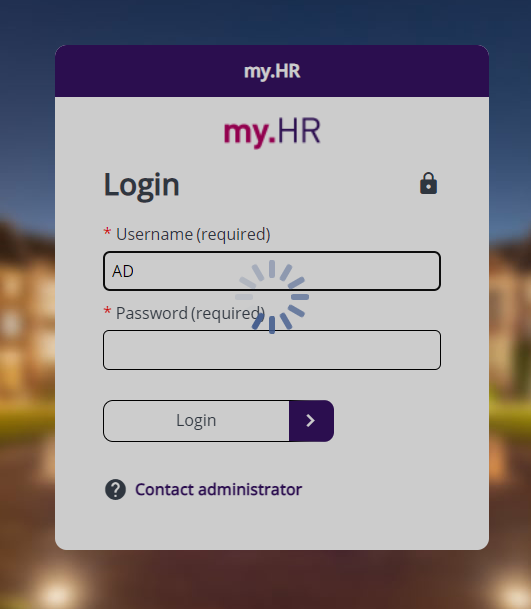 my.HR
my.HR
Login
* Username (required)
AD
* Password (required)
Login
Contact administrator